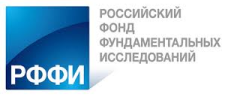 РФФИ
РОССИЙСКИЙ
ФОНД
ФУНДАМЕНТАЛЬНЫХ
ИССЛЕДОВАНИЙ